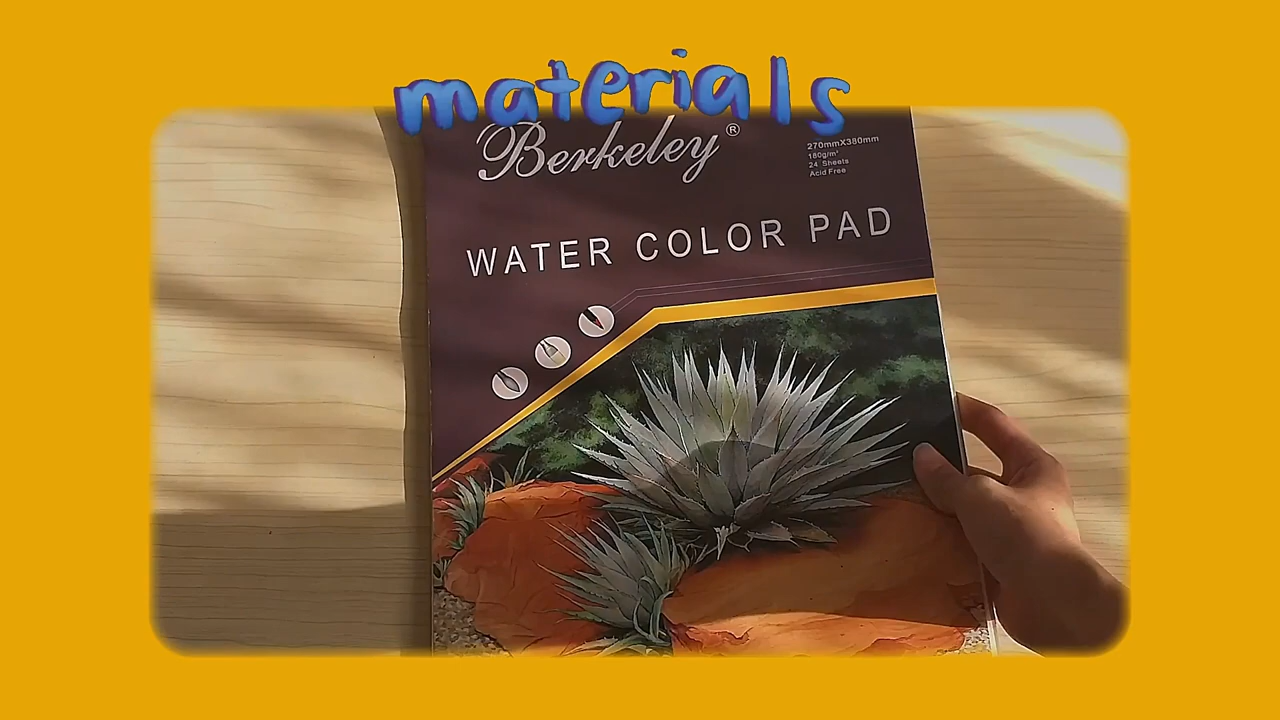 materials
Berkeley®
270mmX380mm
180g/m²
24 Sheets
Acid Free
WATER COLOR PAD